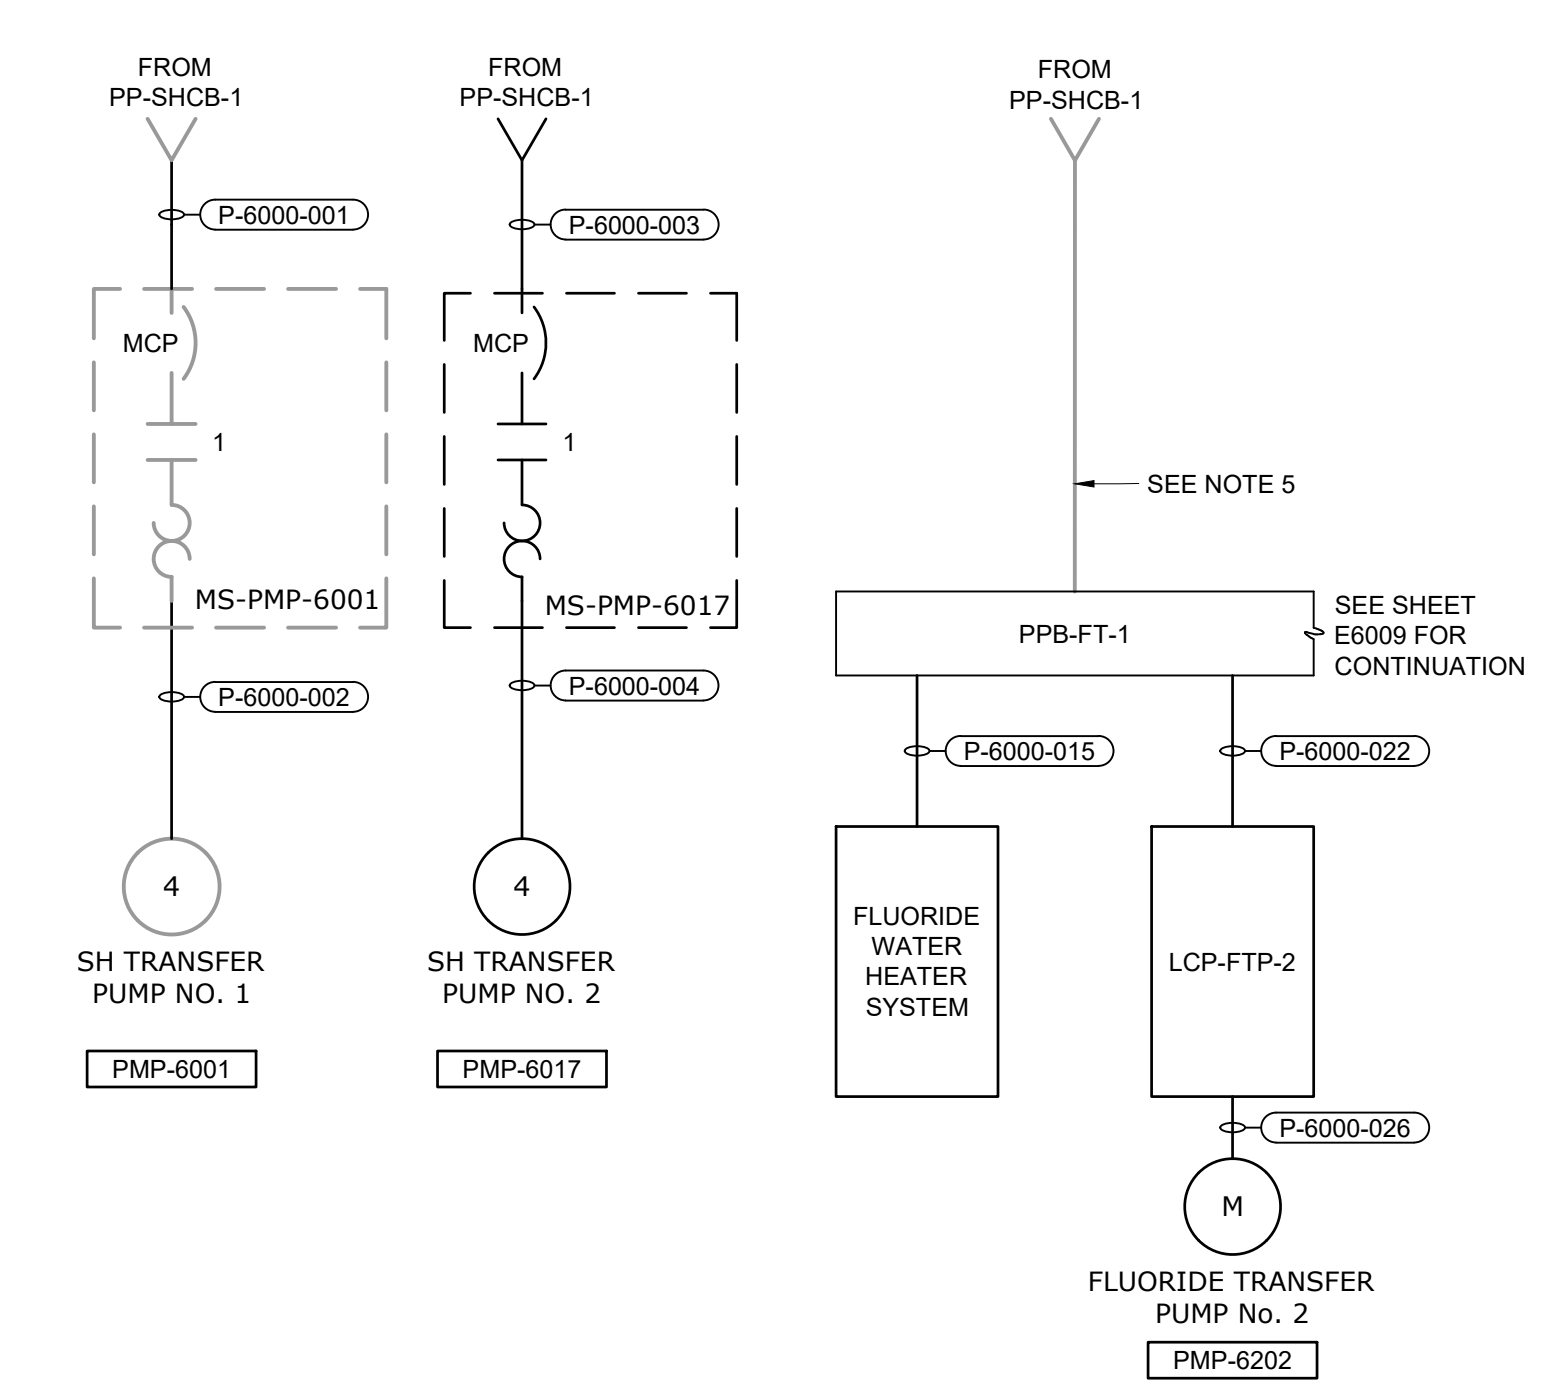 FROM
PP-SHCB-1
P-6000-001
MCP
1
MS-PMP-6001
P-6000-002
4
SH TRANSFER
PUMP NO. 1
PMP-6001
FROM
PP-SHCB-1
P-6000-003
MCP
1
MS-PMP-6017
P-6000-004
4
SH TRANSFER
PUMP NO. 2
PMP-6017
FROM
PP-SHCB-1
SEE NOTE 5
PPB-FT-1
SEE SHEET
E6009 FOR
CONTINUATION
P-6000-015
FLUORIDE
WATER
HEATER
SYSTEM
P-6000-022
LCP-FTP-2
P-6000-026
M
FLUORIDE TRANSFER
PUMP No. 2
PMP-6202